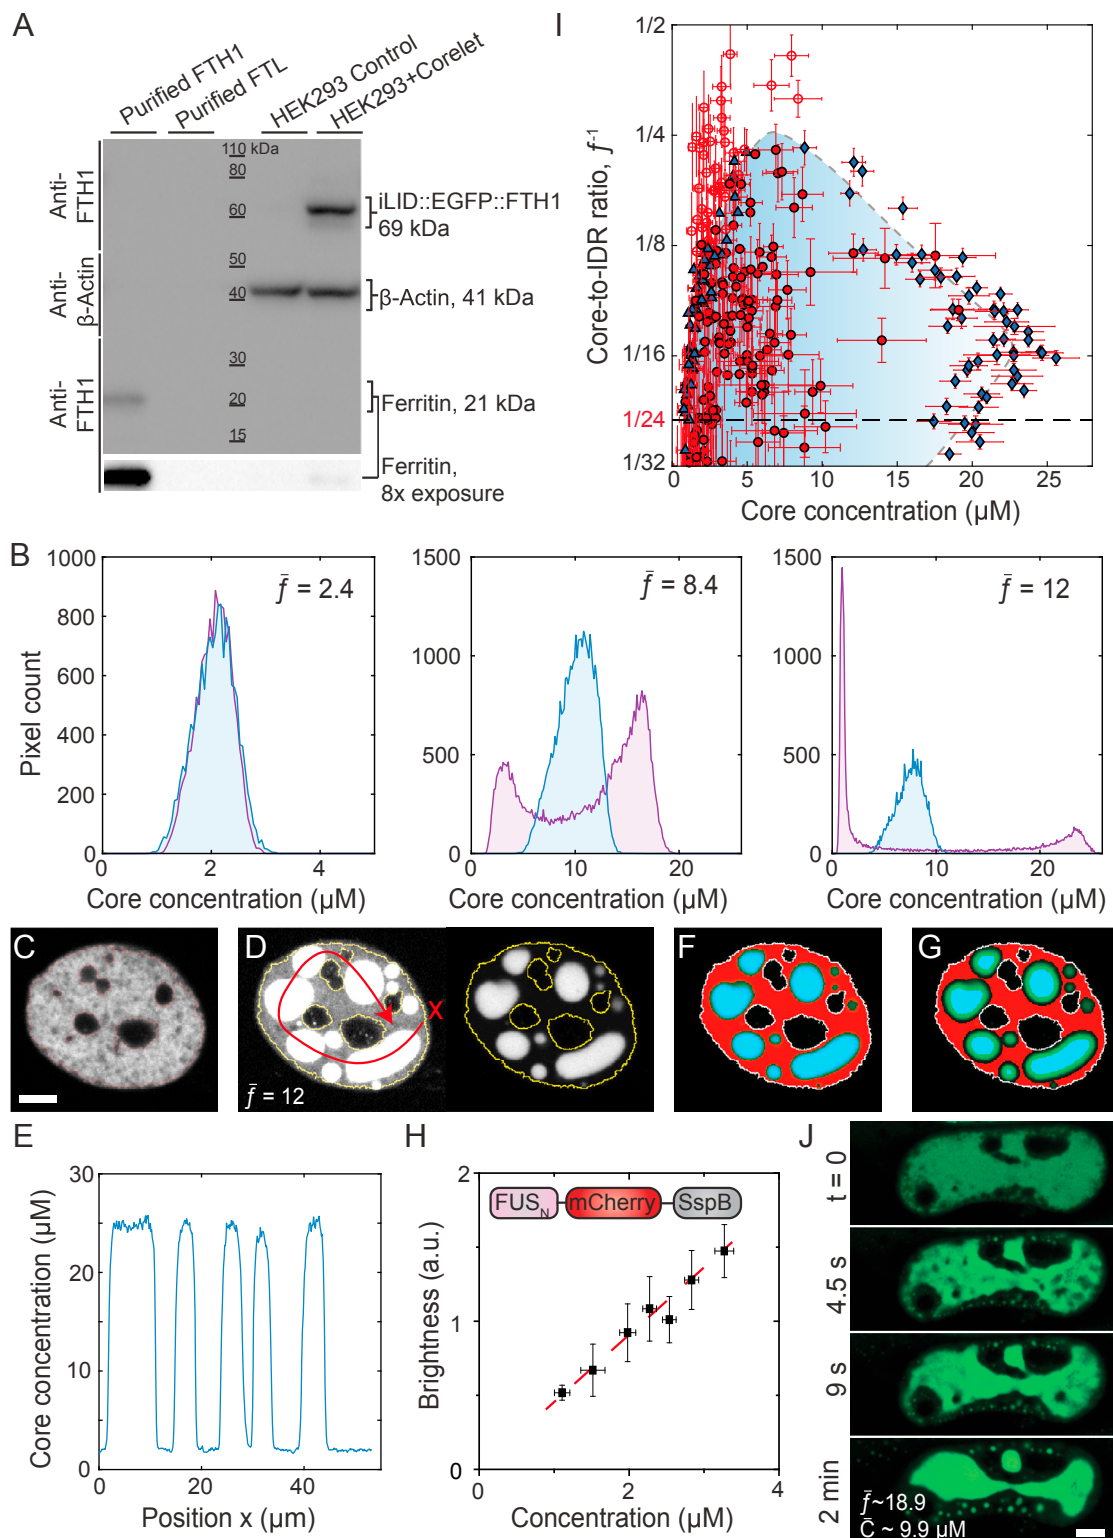 A
Purified FTH1
Purified FTL
HEK293 Control
HEK293+Corelet
Anti-
FTH1
Anti-
β-Actin
Anti-
FTH1
110 kDa
80
60
50
40
30
20
15
iLID::EGFP::FTH1
69 kDa
β-Actin, 41 kDa
Ferritin, 21 kDa
Ferritin,
8x exposure
I
Core-to-IDR ratio, f⁻¹
1/2
1/4
1/8
1/16
1/24
1/32
0
5
10
15
20
25
Core concentration (µM)
B
Pixel count
1000
800
600
400
200
0
f̄ = 2.4
0
2
4
Core concentration (µM)
1500
1000
500
0
f̄ = 8.4
0
10
20
Core concentration (µM)
1500
1000
500
0
f̄ = 12
0
10
20
Core concentration (µM)
C
D
X
f̄ = 12
F
G
E
Core concentration (µM)
30
20
10
0
0
20
40
Position x (µm)
H
Brightness (a.u.)
2
1
0
FUS_N
mCherry
SspB
0
2
4
Concentration (µM)
J
t = 0
4.5 s
9 s
2 min
f̄~18.9
C̄ ~ 9.9 µM